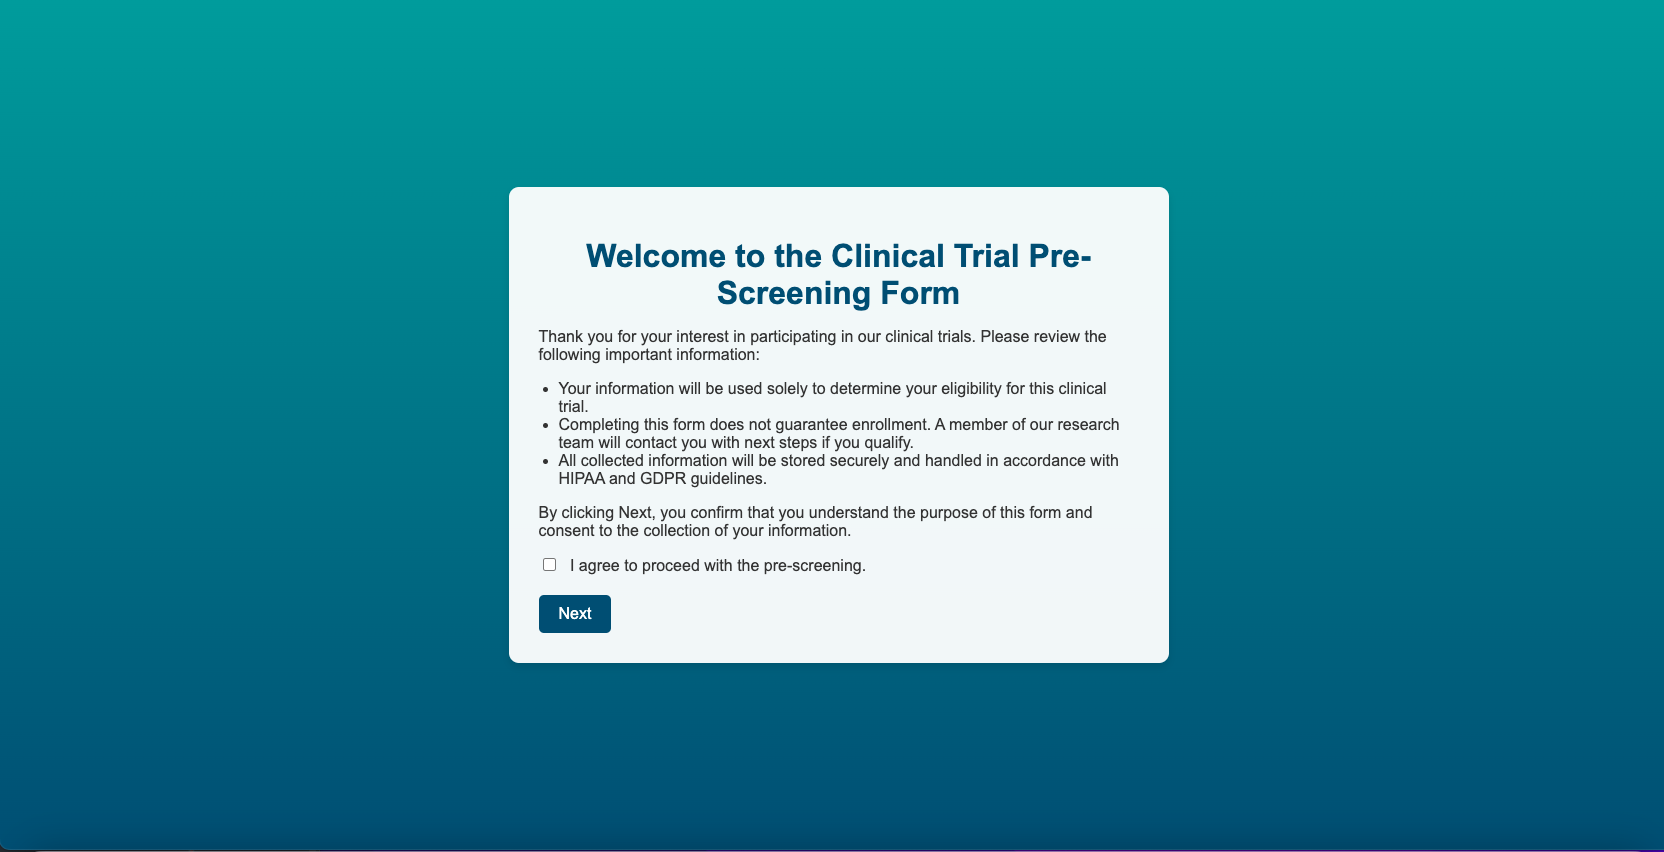 Welcome to the Clinical Trial Pre-
Screening Form
Thank you for your interest in participating in our clinical trials. Please review the
following important information:
• Your information will be used solely to determine your eligibility for this clinical
trial.
• Completing this form does not guarantee enrollment. A member of our research
team will contact you with next steps if you qualify.
• All collected information will be stored securely and handled in accordance with
HIPAA and GDPR guidelines.
By clicking Next, you confirm that you understand the purpose of this form and
consent to the collection of your information.
I agree to proceed with the pre-screening.
Next